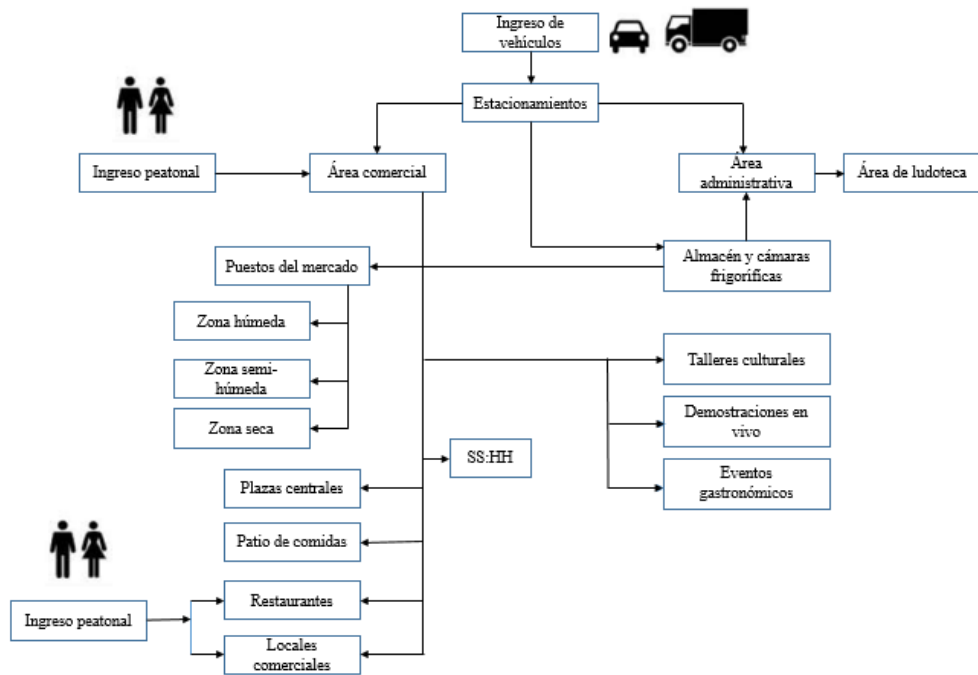 Ingreso de
vehículos
Estacionamientos
Ingreso peatonal
Área comercial
Área
administrativa
Área de ludoteca
Puestos del mercado
Almacén y cámaras
frigoríficas
Zona húmeda
Zona semi-
húmeda
Zona seca
Talleres culturales
Demostraciones en
vivo
SS:HH
Eventos
gastronómicos
Plazas centrales
Patio de comidas
Ingreso peatonal
Restaurantes
Locales
comerciales